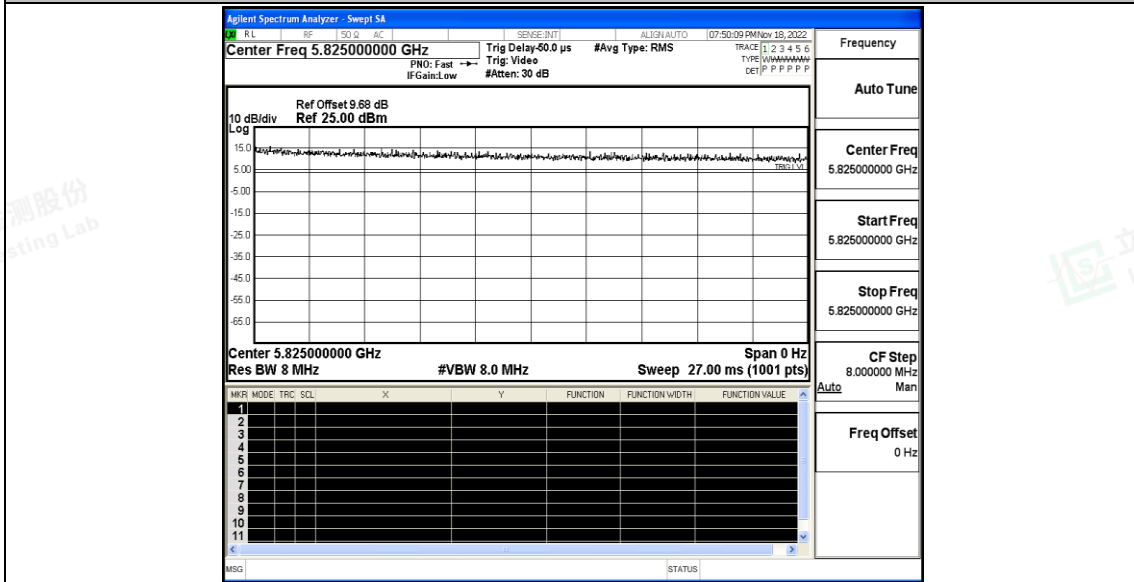 Agilent Spectrum Analyzer - Swept SA
RL RF 50 Ω AC SENSE:INT ALIGN AUTO 07:50:09 PM Nov 18, 2022
Center Freq 5.825000000 GHz
PNO: Fast
IFGain:Low
Trig Delay-50.0 µs
Trig: Video
#Atten: 30 dB
#Avg Type: RMS
TRACE 1 2 3 4 5 6
TYPE
DET P P P P P P
Ref Offset 9.68 dB
10 dB/div Ref 25.00 dBm
Log
15.0
5.00
TRIG LVL
-5.00
-15.0
-25.0
-35.0
-45.0
-55.0
-65.0
Center 5.825000000 GHz Span 0 Hz
Res BW 8 MHz #VBW 8.0 MHz Sweep 27.00 ms (1001 pts)
MKR MODE TRC SCL X Y FUNCTION FUNCTION WIDTH FUNCTION VALUE
1
2
3
4
5
6
7
8
9
10
11
MSG STATUS
Frequency
Auto Tune
Center Freq
5.825000000 GHz
Start Freq
5.825000000 GHz
Stop Freq
5.825000000 GHz
CF Step
8.000000 MHz
Auto Man
Freq Offset
0 Hz
测股份
sting Lab
立